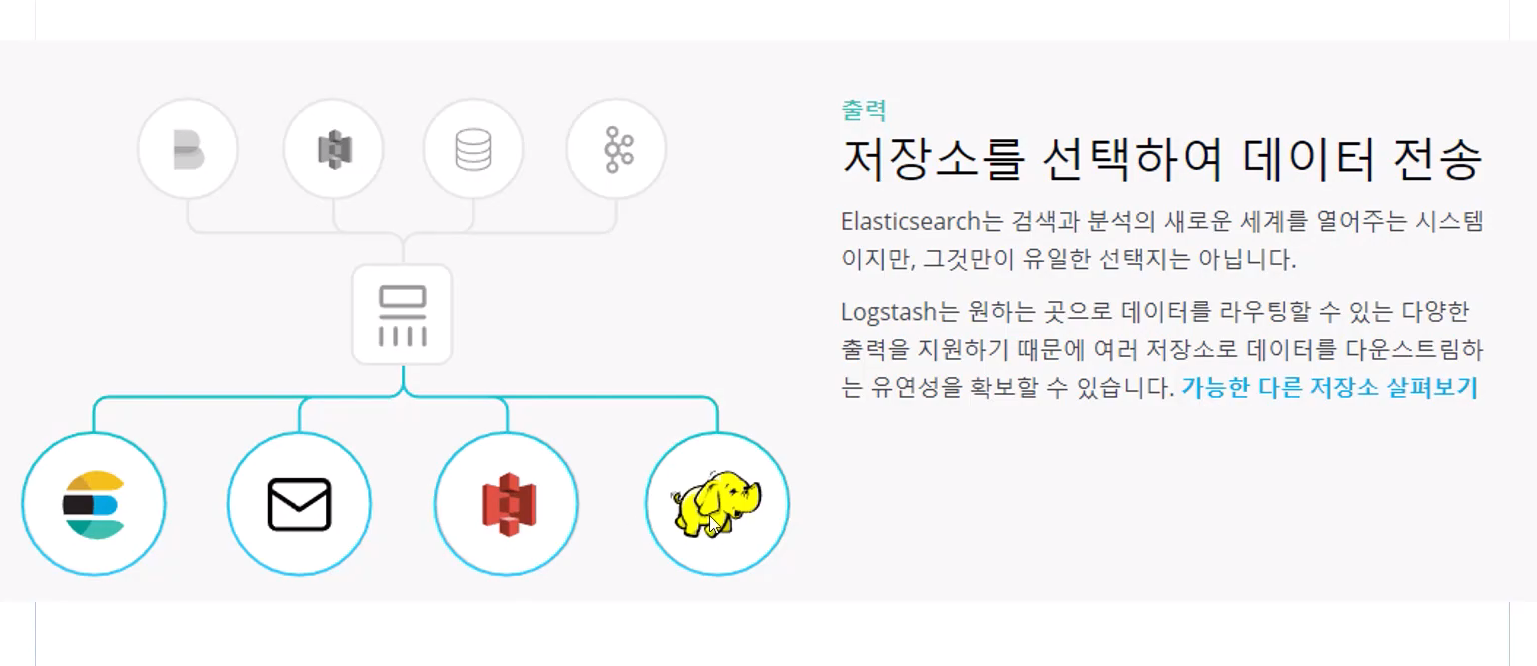 출력
저장소를 선택하여 데이터 전송
Elasticsearch는 검색과 분석의 새로운 세계를 열어주는 시스템
이지만, 그것만이 유일한 선택지는 아닙니다.
Logstash는 원하는 곳으로 데이터를 라우팅할 수 있는 다양한
출력을 지원하기 때문에 여러 저장소로 데이터를 다운스트림하
는 유연성을 확보할 수 있습니다. 가능한 다른 저장소 살펴보기